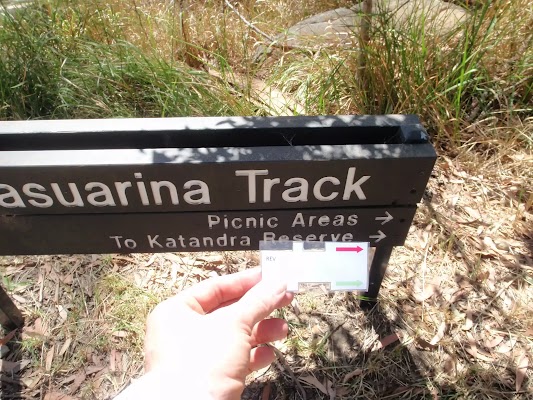 asuarina Track
Picnic Areas →
To Katandra Reserve →